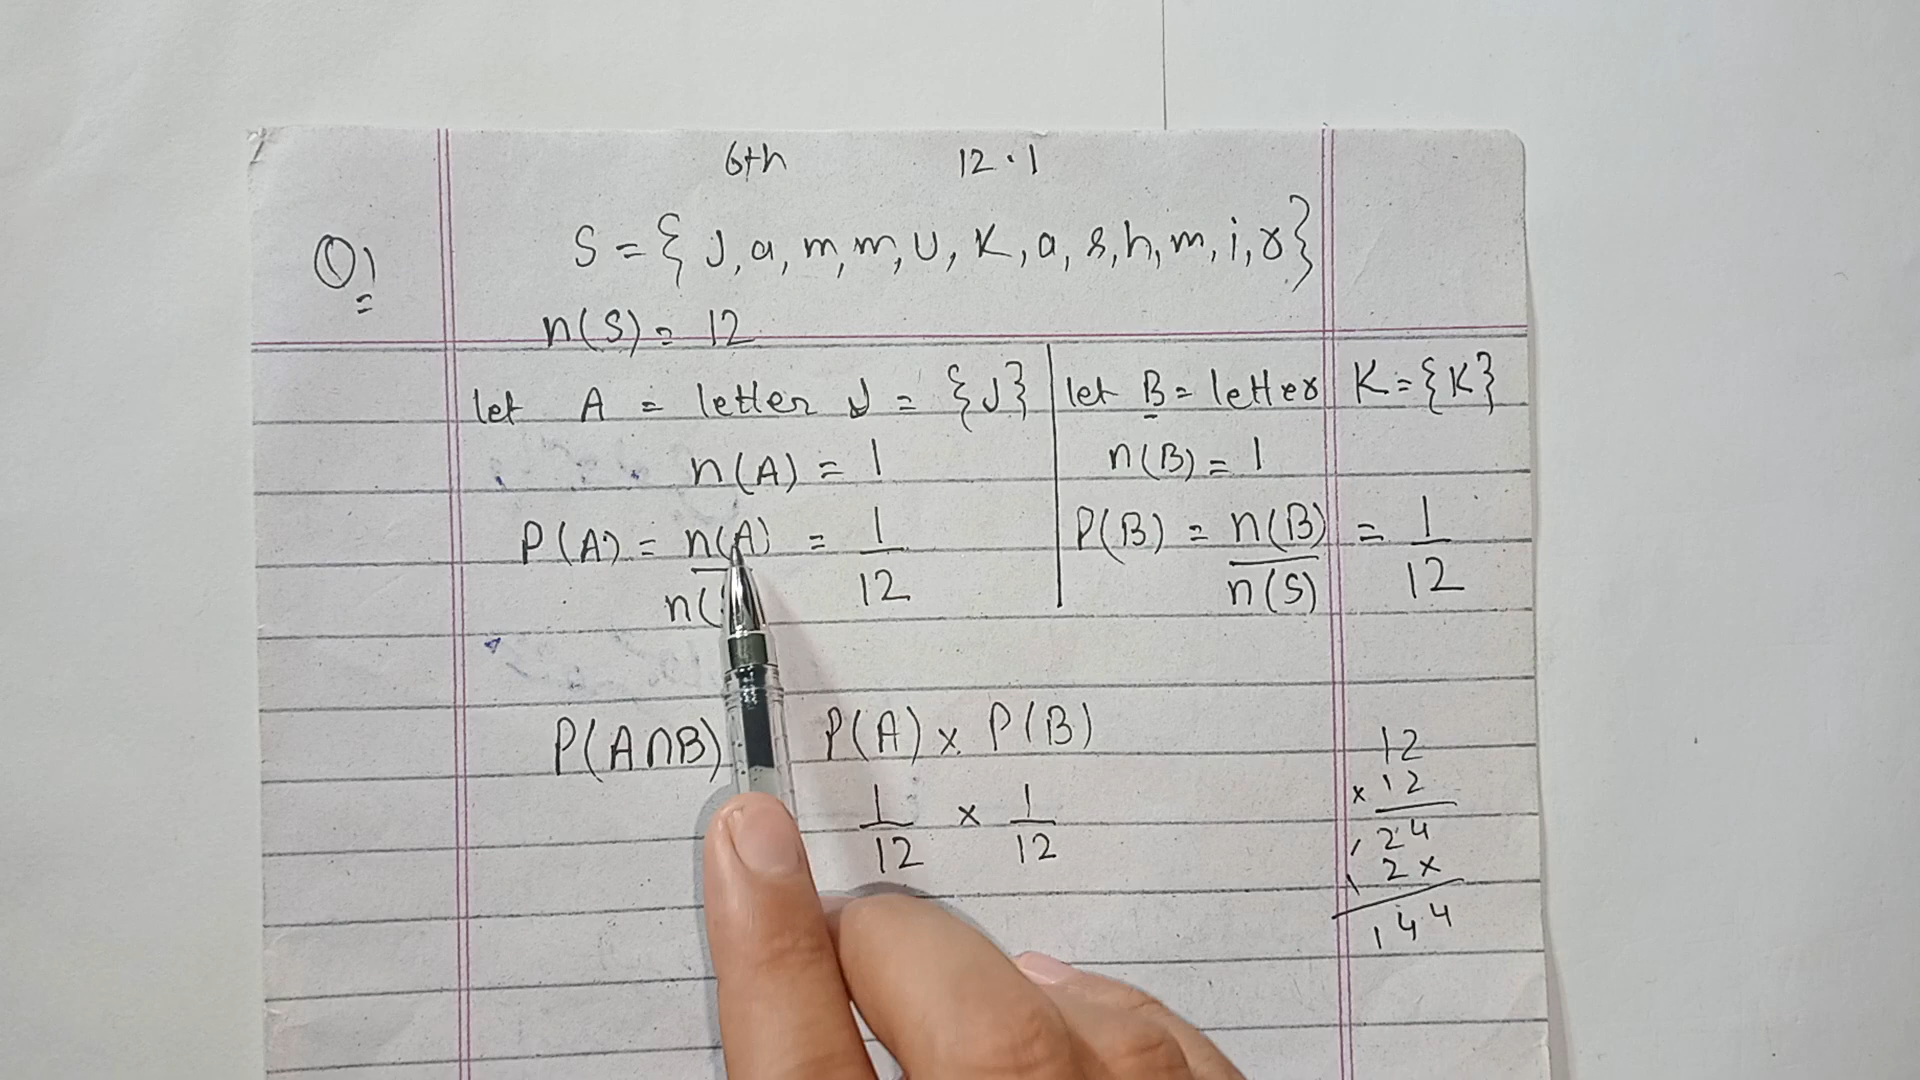 6th 12.1
Q1 S = { J, a, m, m, u, K, a, s, h, m, i, r }
n(S) = 12
let A = letter J = {J}
n(A) = 1
P(A) = n(A) = 1
n( 12
let B = letter K = {K}
n(B) = 1
P(B) = n(B) = 1
n(S) 12
P(A∩B) P(A) x P(B)
1 x 1
12 12
12
x 12
24
12x
144